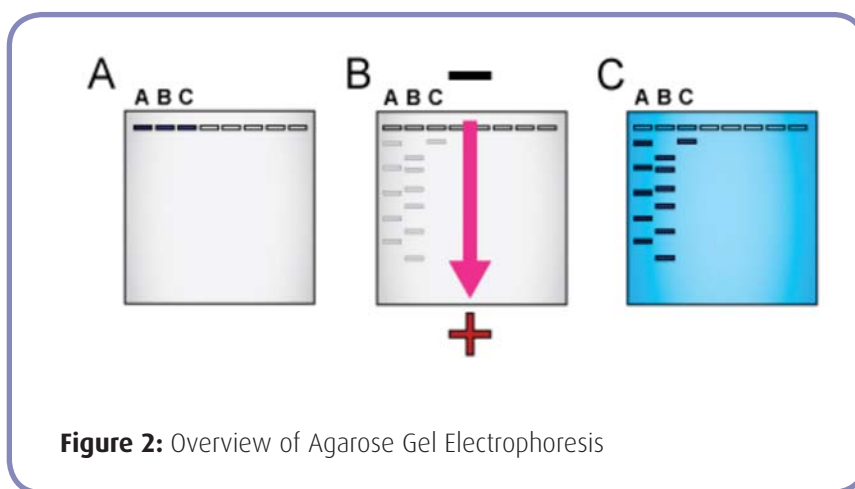 A
A B C
B
−
A B C
+
C
A B C
Figure 2: Overview of Agarose Gel Electrophoresis